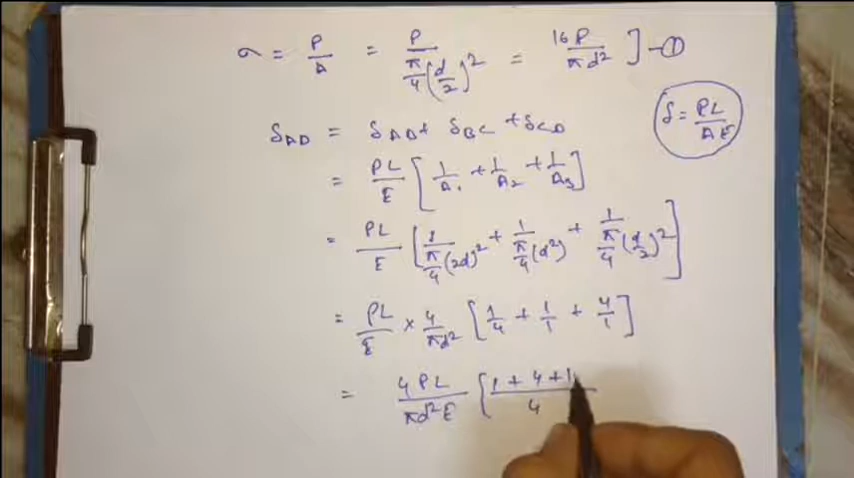 σ = P/A = P/(π/4 (d/2)²) = 16P/πd² ] — ①
δAD = δAB + δBC + δCD
δ = PL/AE
= PL/E [ 1/A₁ + 1/A₂ + 1/A₃ ]
= PL/E [ 1/(π/4 (2d)²) + 1/(π/4 (d²)) + 1/(π/4 (d/2)²) ]
= PL/E × 4/πd² [ 1/4 + 1/1 + 4/1 ]
= 4PL/πd²E [ (1 + 4 + 1)/4